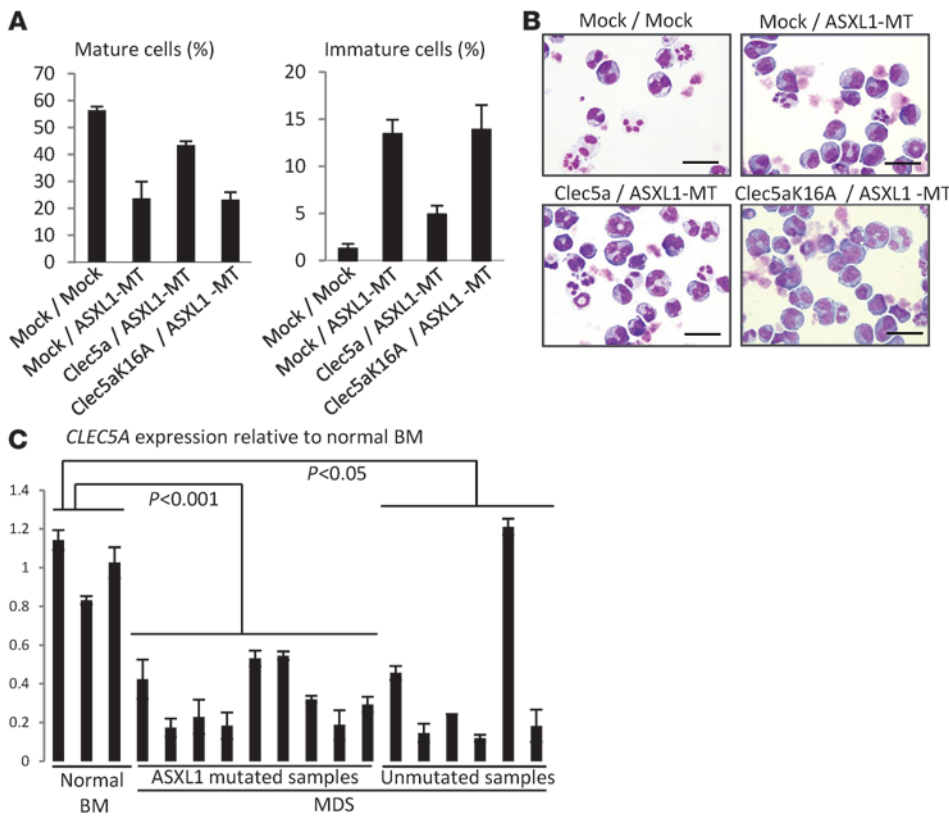 A
Mature cells (%)
70
60
50
40
30
20
10
0
Mock / Mock
Mock / ASXL1-MT
Clec5a / ASXL1-MT
Clec5aK16A / ASXL1 -MT
Immature cells (%)
20
15
10
5
0
Mock / Mock
Mock / ASXL1-MT
Clec5a / ASXL1-MT
Clec5aK16A / ASXL1 -MT
B
Mock / Mock
Mock / ASXL1-MT
Clec5a / ASXL1-MT
Clec5aK16A / ASXL1 -MT
C
CLEC5A expression relative to normal BM
P<0.05
P<0.001
1.4
1.2
1
0.8
0.6
0.4
0.2
0
Normal BM
ASXL1 mutated samples
Unmutated samples
MDS